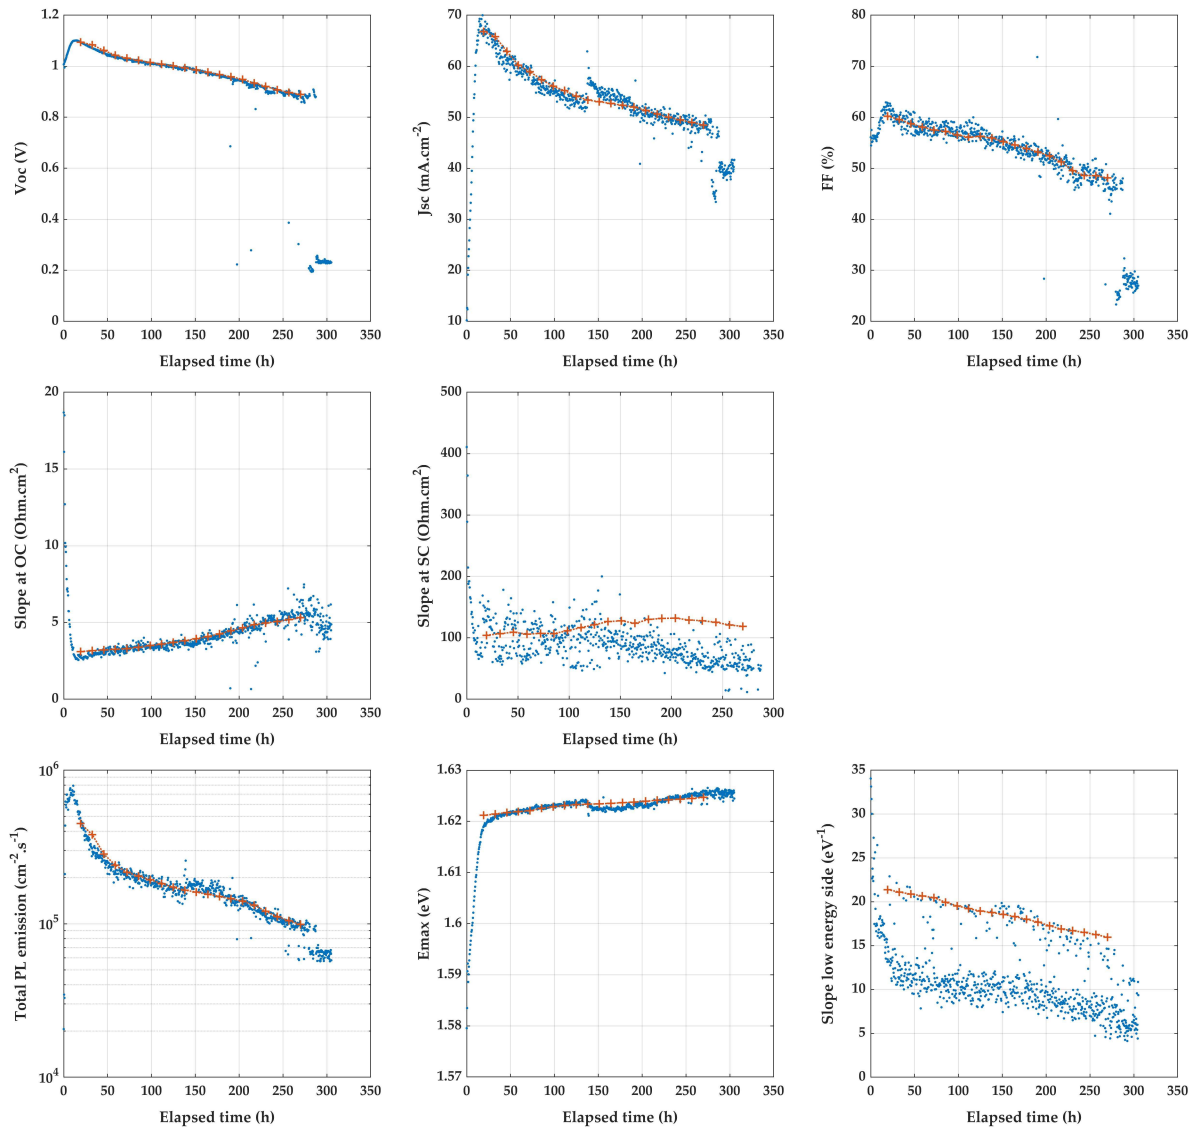 1.2
1
0.8
0.6
0.4
0.2
0
Voc (V)
0 50 100 150 200 250 300 350
Elapsed time (h)
70
60
50
40
30
20
10
Jsc (mA.cm⁻²)
0 50 100 150 200 250 300 350
Elapsed time (h)
80
70
60
50
40
30
20
FF (%)
0 50 100 150 200 250 300 350
Elapsed time (h)
20
15
10
5
0
Slope at OC (Ohm.cm²)
0 50 100 150 200 250 300 350
Elapsed time (h)
500
400
300
200
100
0
Slope at SC (Ohm.cm²)
0 50 100 150 200 250 300
Elapsed time (h)
10⁶
10⁵
10⁴
Total PL emission (cm⁻².s⁻¹)
0 50 100 150 200 250 300 350
Elapsed time (h)
1.63
1.62
1.61
1.6
1.59
1.58
1.57
Emax (eV)
0 50 100 150 200 250 300 350
Elapsed time (h)
35
30
25
20
15
10
5
0
Slope low energy side (eV⁻¹)
0 50 100 150 200 250 300 350
Elapsed time (h)